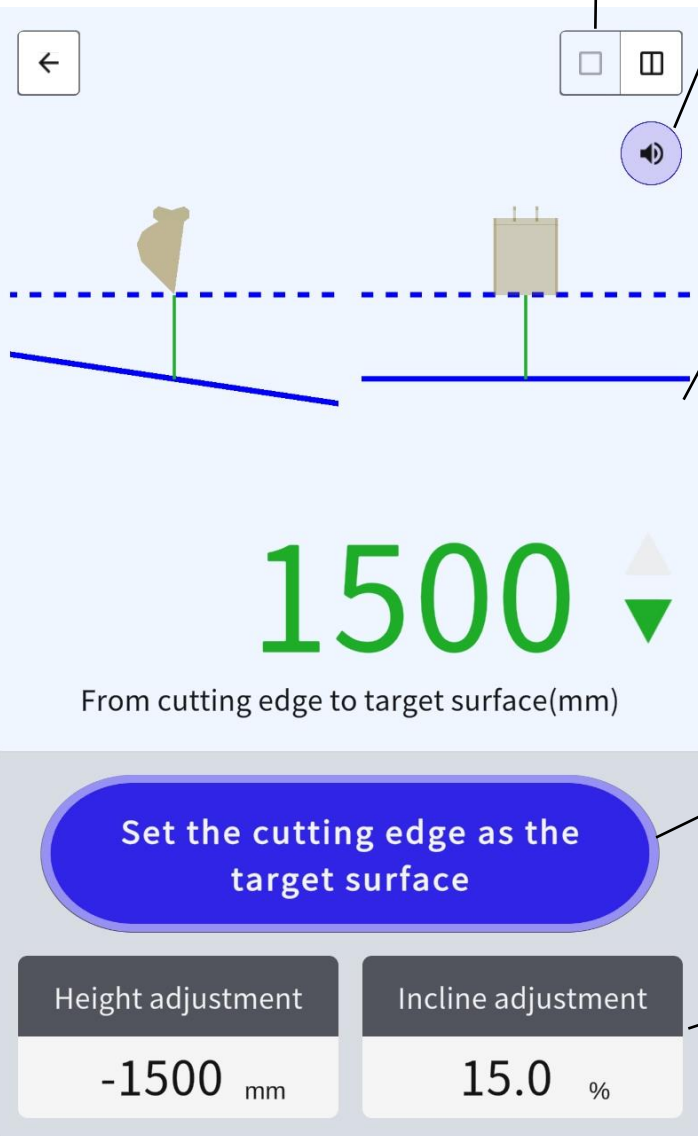 1500
From cutting edge to target surface(mm)
Set the cutting edge as the
target surface
Height adjustment
Incline adjustment
-1500 mm
15.0 %